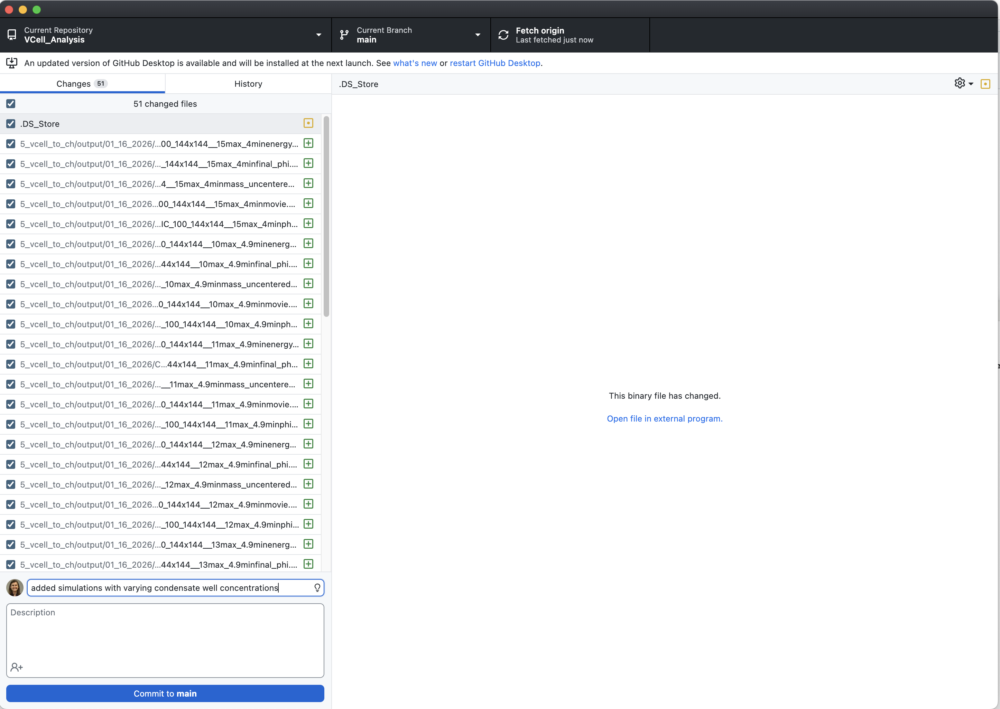 Current Repository
VCell_Analysis
Current Branch
main
Fetch origin
Last fetched just now
An updated version of GitHub Desktop is available and will be installed at the next launch. See what's new or restart GitHub Desktop.
Changes 51
History
.DS_Store
51 changed files
.DS_Store
5_vcell_to_ch/output/01_16_2026/...00_144x144__15max_4minenergy...
5_vcell_to_ch/output/01_16_2026/..._144x144__15max_4minfinal_phi....
5_vcell_to_ch/output/01_16_2026/...4__15max_4minmass_uncentere...
5_vcell_to_ch/output/01_16_2026...00_144x144__15max_4minmovie....
5_vcell_to_ch/output/01_16_2026/...IC_100_144x144__15max_4minph...
5_vcell_to_ch/output/01_16_2026/...0_144x144__10max_4.9minenerg...
5_vcell_to_ch/output/01_16_2026/...44x144__10max_4.9minfinal_phi....
5_vcell_to_ch/output/01_16_2026/..._10max_4.9minmass_uncentered...
5_vcell_to_ch/output/01_16_2026...0_144x144__10max_4.9minmovie....
5_vcell_to_ch/output/01_16_2026/..._100_144x144__10max_4.9minph...
5_vcell_to_ch/output/01_16_2026/...0_144x144__11max_4.9minenergy...
5_vcell_to_ch/output/01_16_2026/C...44x144__11max_4.9minfinal_ph...
5_vcell_to_ch/output/01_16_2026/...__11max_4.9minmass_uncentere...
5_vcell_to_ch/output/01_16_2026/...0_144x144__11max_4.9minmovie....
5_vcell_to_ch/output/01_16_2026/..._100_144x144__11max_4.9minphi...
5_vcell_to_ch/output/01_16_2026/...0_144x144__12max_4.9minenerg...
5_vcell_to_ch/output/01_16_2026/...44x144__12max_4.9minfinal_phi....
5_vcell_to_ch/output/01_16_2026/..._12max_4.9minmass_uncentered...
5_vcell_to_ch/output/01_16_2026...0_144x144__12max_4.9minmovie....
5_vcell_to_ch/output/01_16_2026/..._100_144x144__12max_4.9minphi...
5_vcell_to_ch/output/01_16_2026/...0_144x144__13max_4.9minenerg...
5_vcell_to_ch/output/01_16_2026/...44x144__13max_4.9minfinal_phi....
This binary file has changed.
Open file in external program.
added simulations with varying condensate well concentrations
Description
Commit to main